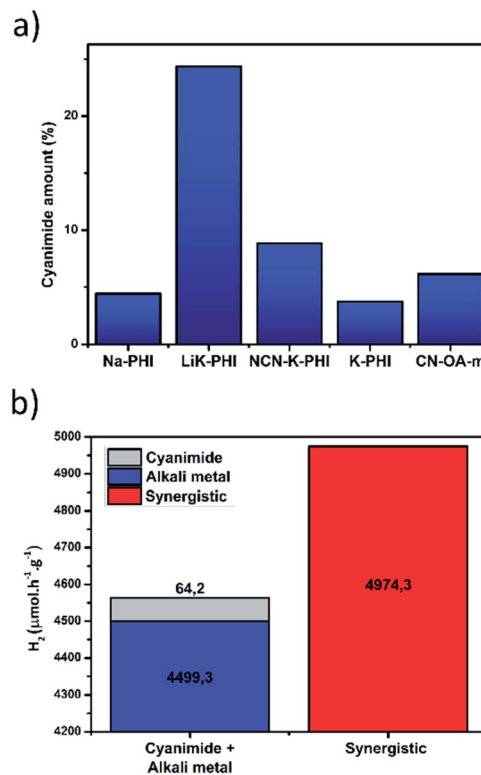 a)
Cyanimide amount (%)
20
10
0
Na-PHI LiK-PHI NCN-K-PHI K-PHI CN-OA-m
b)
H₂ (μmol.h⁻¹.g⁻¹)
5000
4900
4800
4700
4600
4500
4400
4300
4200
Cyanimide
Alkali metal
Synergistic
64,2
4499,3
4974,3
Cyanimide +
Alkali metal
Synergistic